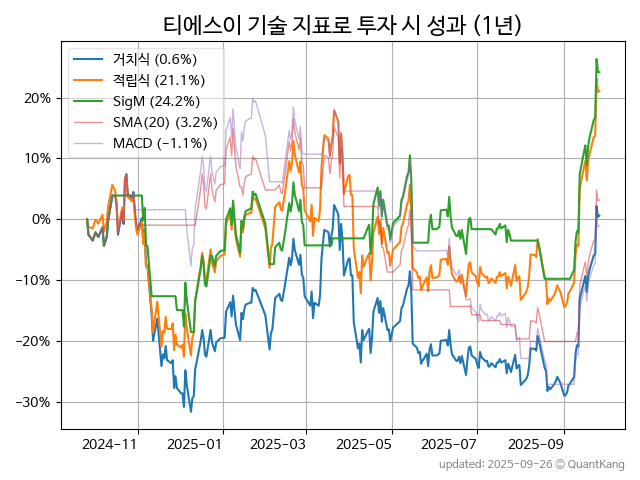 티에스이 기술 지표로 투자 시 성과 (1년)
거치식 (0.6%)
적립식 (21.1%)
SigM (24.2%)
SMA(20) (3.2%)
MACD (−1.1%)
20%
10%
0%
−10%
−20%
−30%
2024−11 2025−01 2025−03 2025−05 2025−07 2025−09
updated: 2025−09−26 ⓒ QuantKang